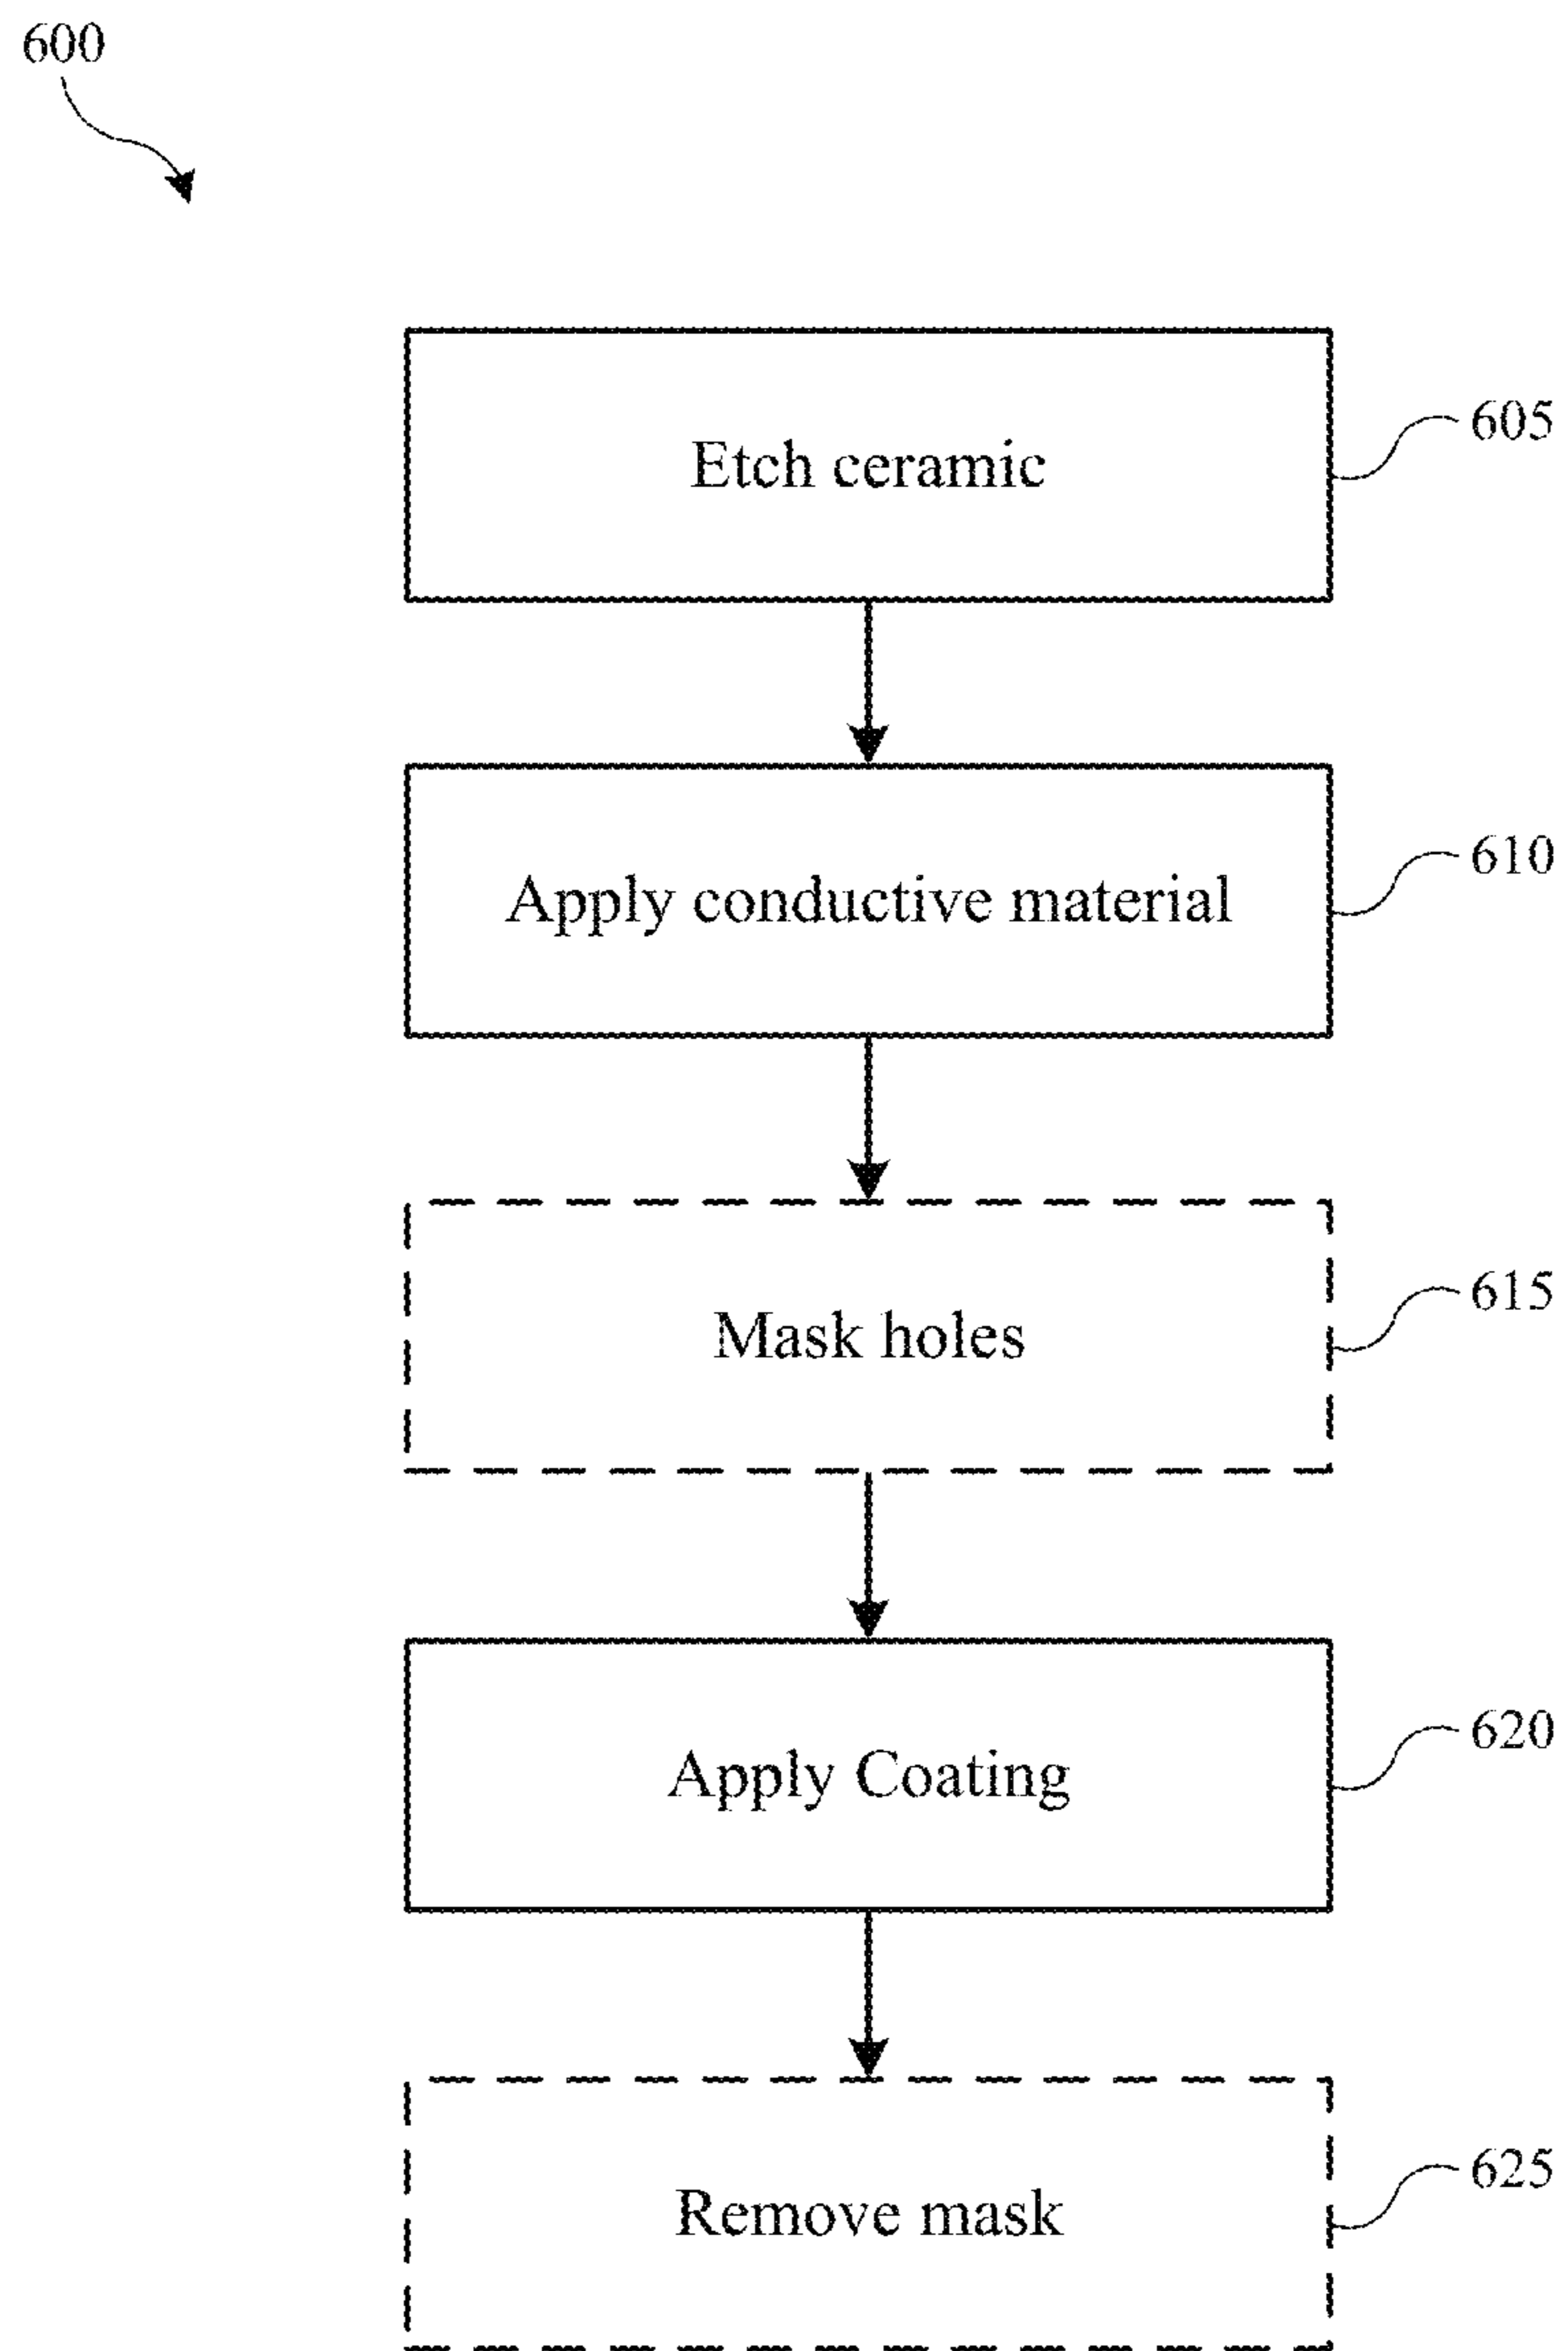 600
Etch ceramic
605
Apply conductive material
610
Mask holes
615
Apply Coating
620
Remove mask
625